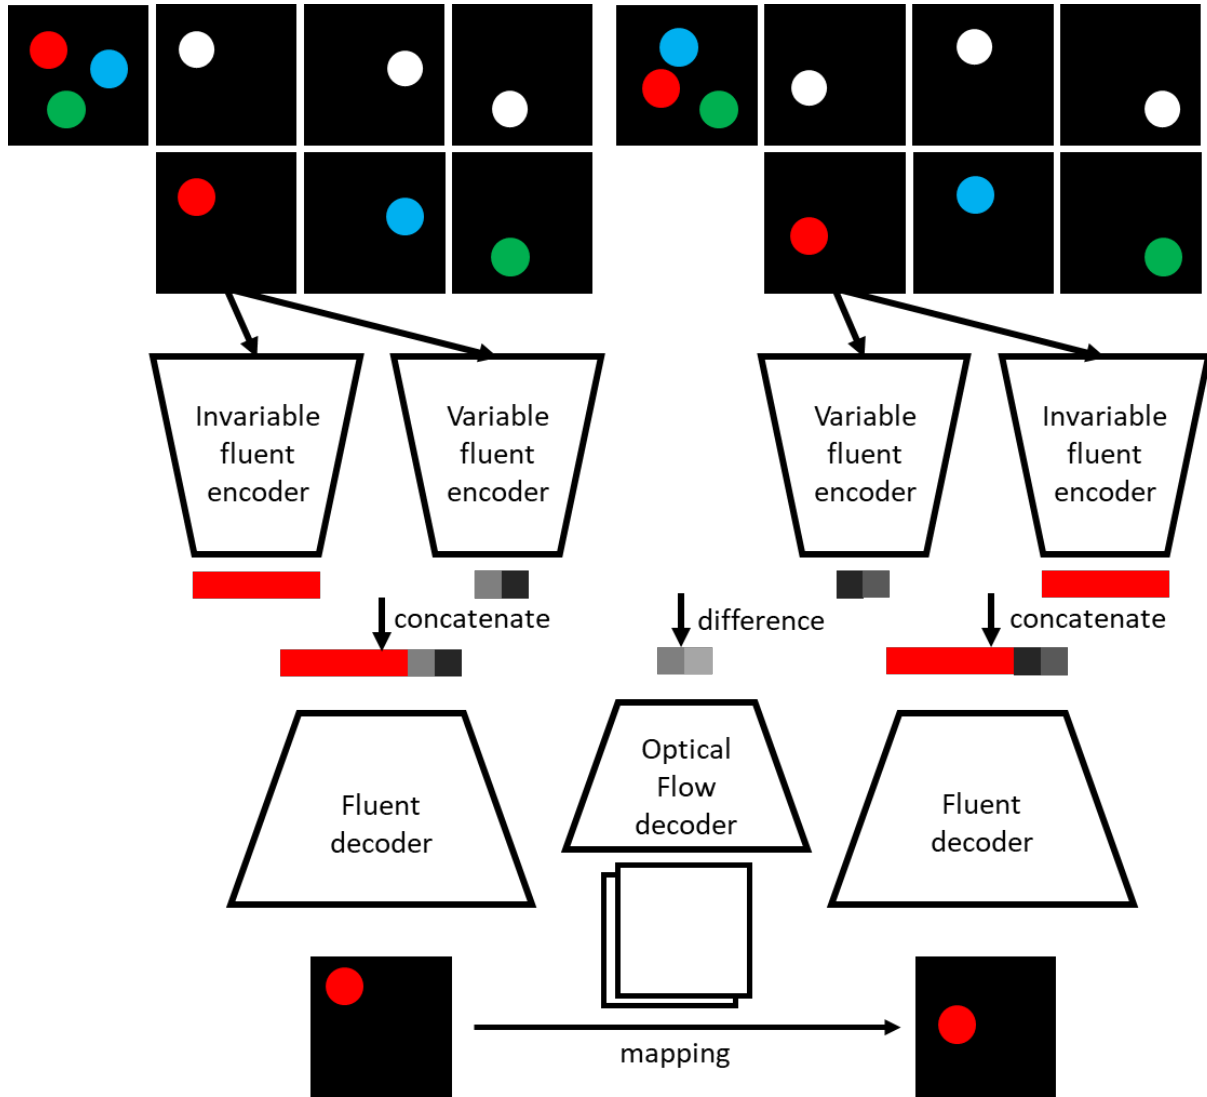 Invariable
fluent
encoder
Variable
fluent
encoder
Variable
fluent
encoder
Invariable
fluent
encoder
concatenate
difference
concatenate
Fluent
decoder
Optical
Flow
decoder
Fluent
decoder
mapping